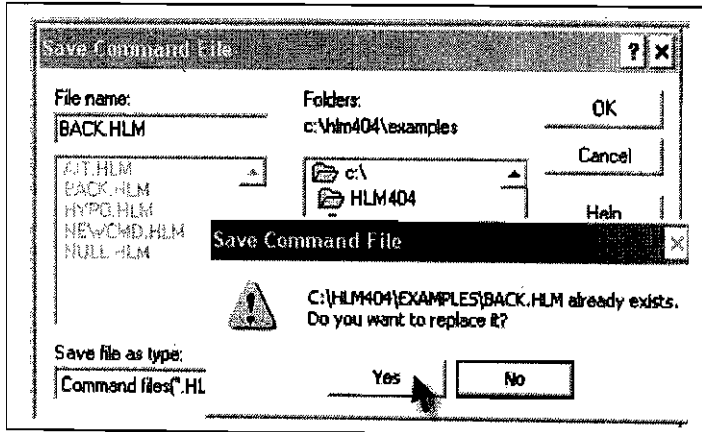 Save Command File
File name:
BACK.HLM
AJT.HLM
BACK.HLM
HYPO.HLM
NEWCMD.HLM
NULL.HLM
Save file as type:
Command files(*.HL
Folders:
c:\hlm404\examples
c:\
HLM404
OK
Cancel
Help
Save Command File
C:\HLM404\EXAMPLES\BACK.HLM already exists.
Do you want to replace it?
Yes
No